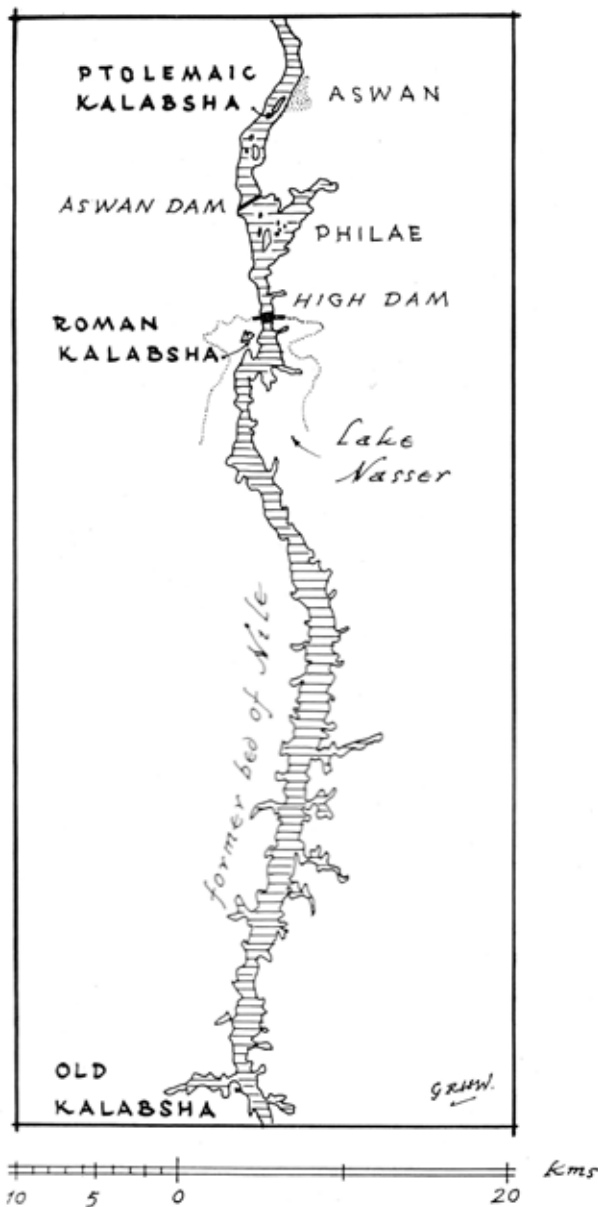 PTOLEMAIC
KALABSHA
ASWAN
ASWAN DAM
PHILAE
HIGH DAM
ROMAN
KALABSHA
Lake
Nasser
former bed of Nile
OLD
KALABSHA
G.R.H.W.
Kms
10 5 0 20